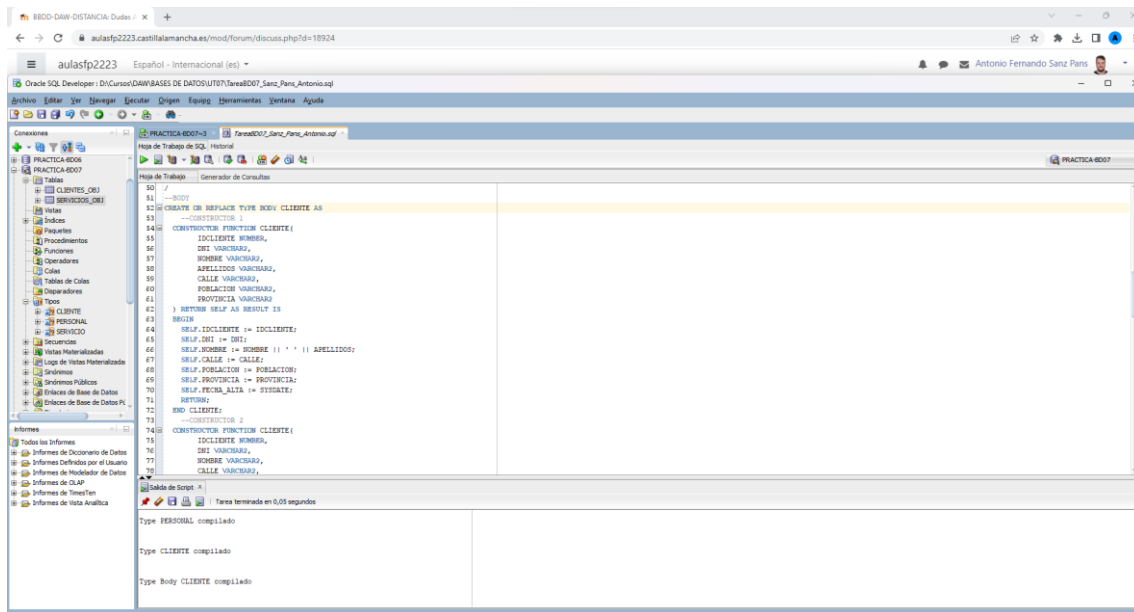 BBDD-DAW-DISTANCIA: Dudas
aulasfp2223.castillalamancha.es/mod/forum/discuss.php?d=18924
aulasfp2223 Español - Internacional (es)
Antonio Fernando Sanz Pans
Oracle SQL Developer : D:\Cursos\DAW\BASES DE DATOS\UT07\TareaBD07_Sanz_Pans_Antonio.sql
Archivo Editar Ver Navegar Ejecutar Origen Equipo Herramientas Ventana Ayuda
Conexiones
PRACTICA-BD06
PRACTICA-BD07
Tablas
CLIENTES_OBJ
SERVICIOS_OBJ
Vistas
Índices
Paquetes
Procedimientos
Funciones
Operadores
Colas
Tablas de Colas
Disparadores
Tipos
CLIENTE
PERSONAL
SERVICIO
Secuencias
Vistas Materializadas
Logs de Vistas Materializadas
Sinónimos
Sinónimos Públicos
Enlaces de Base de Datos
Enlaces de Base de Datos Pú
Informes
Todos los Informes
Informes de Diccionario de Datos
Informes Definidos por el Usuario
Informes de Modelador de Datos
Informes de OLAP
Informes de TimesTen
Informes de Vista Analítica
PRACTICA-BD07~3 TareaBD07_Sanz_Pans_Antonio.sql
Hoja de Trabajo de SQL Historial
PRACTICA-BD07
Hoja de Trabajo Generador de Consultas
50 /
51 --BODY
52 CREATE OR REPLACE TYPE BODY CLIENTE AS
53 --CONSTRUCTOR 1
54 CONSTRUCTOR FUNCTION CLIENTE(
55 IDCLIENTE NUMBER,
56 DNI VARCHAR2,
57 NOMBRE VARCHAR2,
58 APELLIDOS VARCHAR2,
59 CALLE VARCHAR2,
60 POBLACION VARCHAR2,
61 PROVINCIA VARCHAR2
62 ) RETURN SELF AS RESULT IS
63 BEGIN
64 SELF.IDCLIENTE := IDCLIENTE;
65 SELF.DNI := DNI;
66 SELF.NOMBRE := NOMBRE || ' ' || APELLIDOS;
67 SELF.CALLE := CALLE;
68 SELF.POBLACION := POBLACION;
69 SELF.PROVINCIA := PROVINCIA;
70 SELF.FECHA_ALTA := SYSDATE;
71 RETURN;
72 END CLIENTE;
73 --CONSTRUCTOR 2
74 CONSTRUCTOR FUNCTION CLIENTE(
75 IDCLIENTE NUMBER,
76 DNI VARCHAR2,
77 NOMBRE VARCHAR2,
78 CALLE VARCHAR2,
Salida de Script
Tarea terminada en 0,05 segundos
Type PERSONAL compilado
Type CLIENTE compilado
Type Body CLIENTE compilado